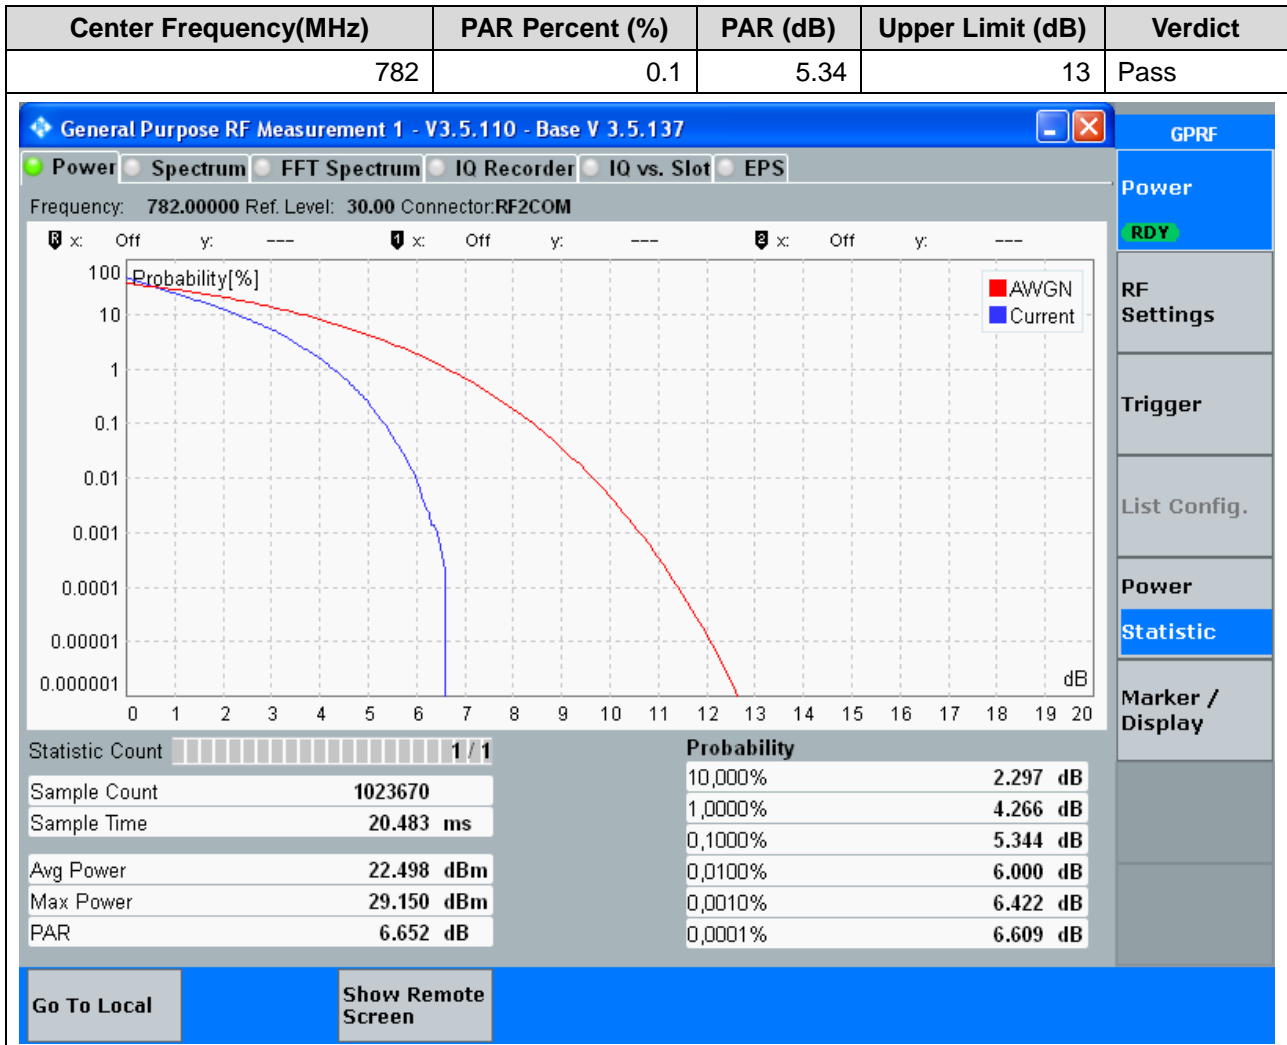 Center Frequency(MHz) PAR Percent (%) PAR (dB) Upper Limit (dB) Verdict
782 0.1 5.34 13 Pass
General Purpose RF Measurement 1 - V3.5.110 - Base V 3.5.137
GPRF
Power Spectrum FFT Spectrum IQ Recorder IQ vs. Slot EPS
Frequency: 782.00000 Ref. Level: 30.00 Connector:RF2COM
R x: Off y: --- 1 x: Off y: --- 2 x: Off y: ---
Probability[%]
AWGN
Current
100
10
1
0.1
0.01
0.001
0.0001
0.00001
0.000001
dB
0 1 2 3 4 5 6 7 8 9 10 11 12 13 14 15 16 17 18 19 20
Power
RDY
RF
Settings
Trigger
List Config.
Power
Statistic
Marker /
Display
Statistic Count 1 / 1
Sample Count 1023670
Sample Time 20.483 ms
Avg Power 22.498 dBm
Max Power 29.150 dBm
PAR 6.652 dB
Probability
10,000% 2.297 dB
1,0000% 4.266 dB
0,1000% 5.344 dB
0,0100% 6.000 dB
0,0010% 6.422 dB
0,0001% 6.609 dB
Go To Local
Show Remote
Screen